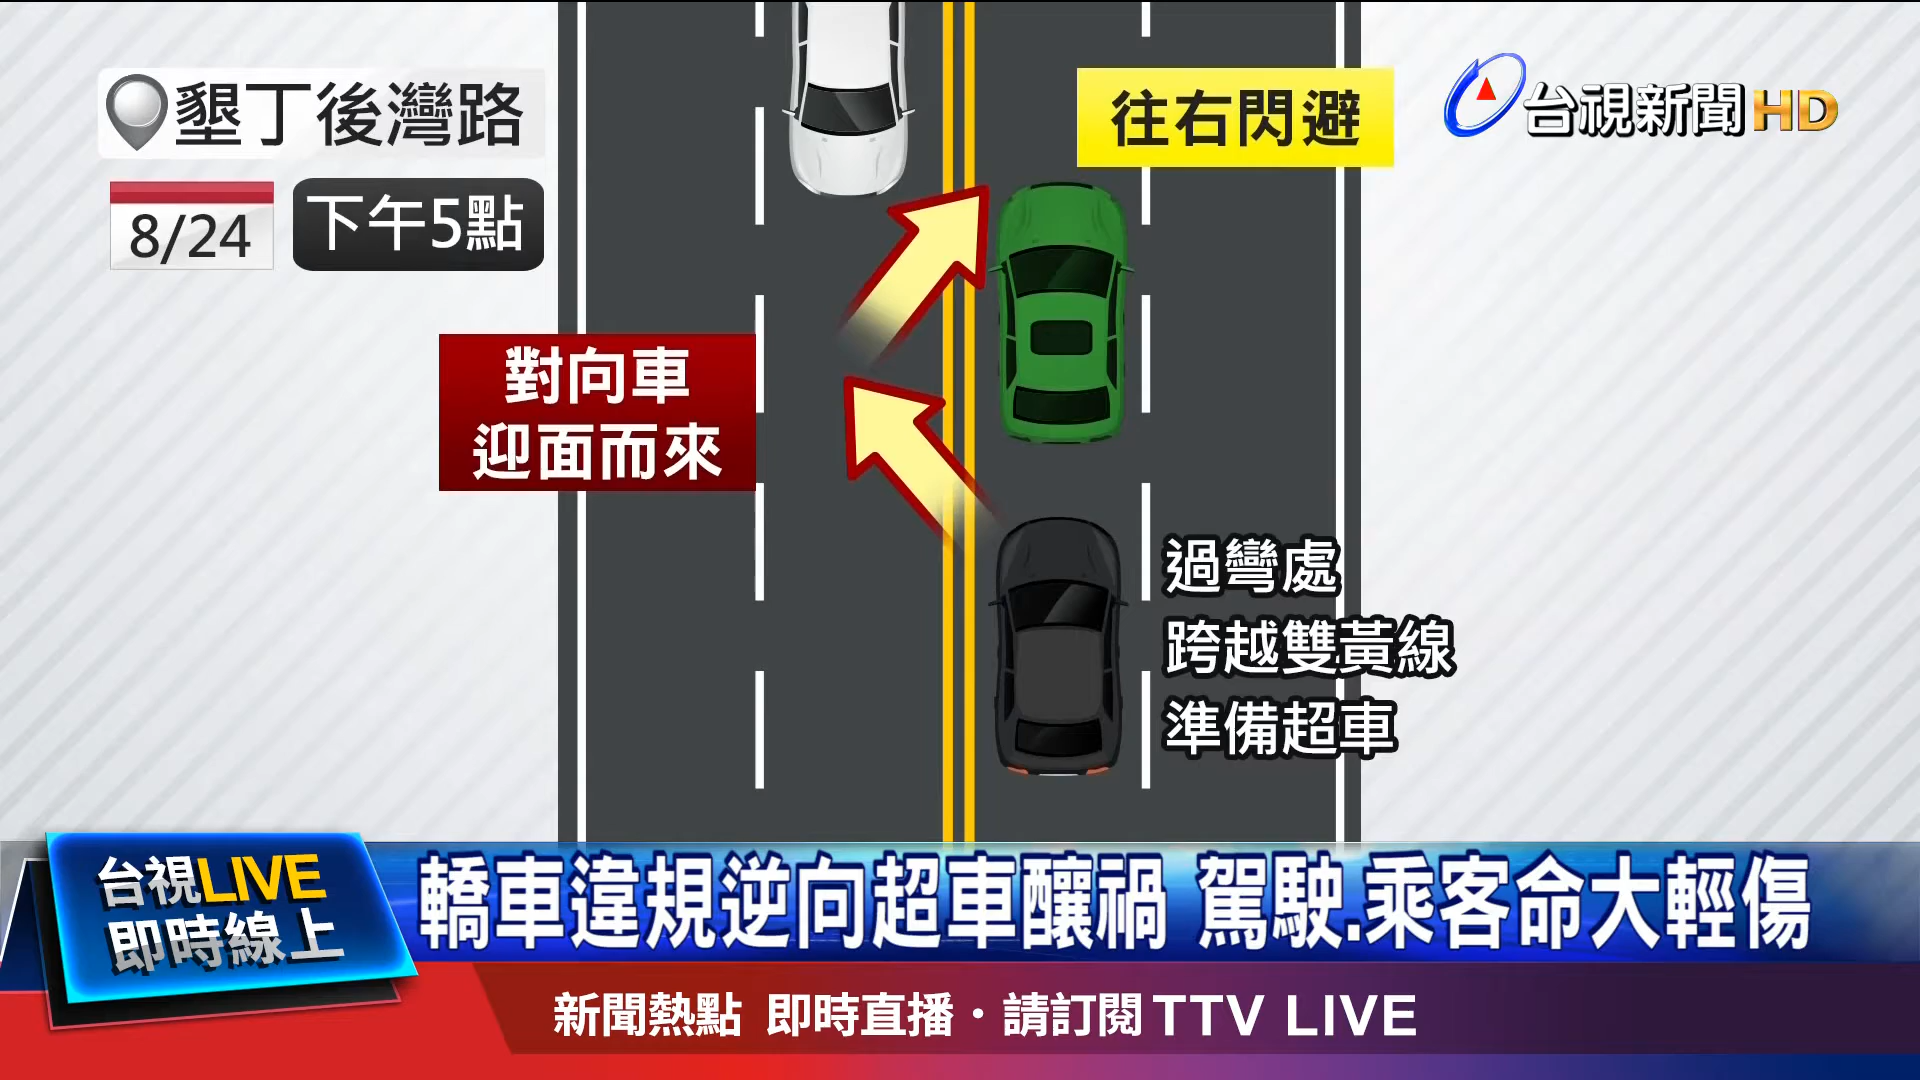 墾丁後灣路
8/24
下午5點
往右閃避
台視新聞HD
對向車
迎面而來
過彎處
跨越雙黃線
準備超車
台視LIVE
即時線上
轎車違規逆向超車釀禍 駕駛.乘客命大輕傷
新聞熱點 即時直播・請訂閱TTV LIVE